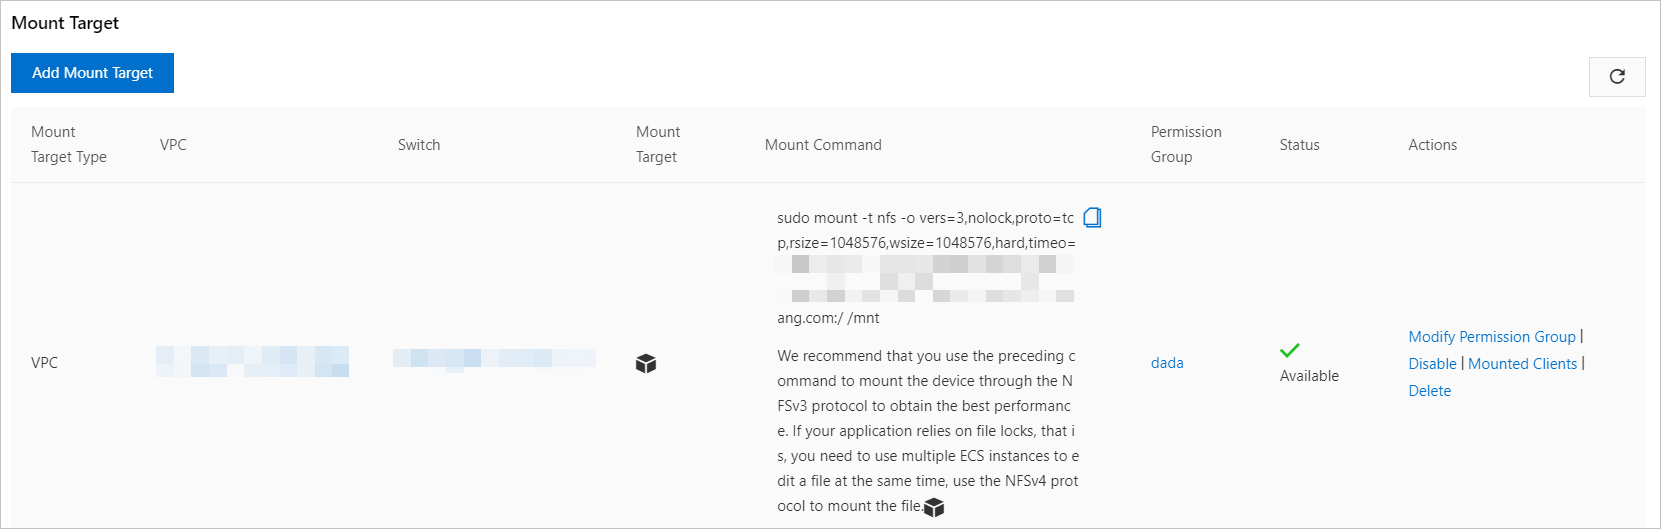 Mount Target
Add Mount Target
Mount
Target Type
VPC
Switch
Mount
Target
Mount Command
Permission
Group
Status
Actions
VPC
sudo mount -t nfs -o vers=3,nolock,proto=tc
p,rsize=1048576,wsize=1048576,hard,timeo=
ang.com:/ /mnt
We recommend that you use the preceding c
ommand to mount the device through the N
FSv3 protocol to obtain the best performanc
e. If your application relies on file locks, that i
s, you need to use multiple ECS instances to e
dit a file at the same time, use the NFSv4 prot
ocol to mount the file.
dada
Available
Modify Permission Group |
Disable | Mounted Clients |
Delete